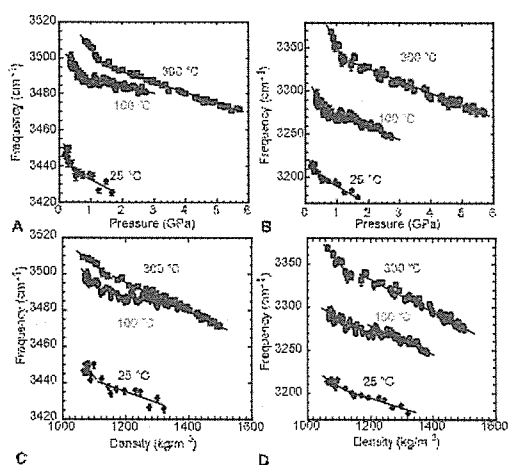 3520
3500
3480
3460
3440
3420
Frequency (cm⁻¹)
300 °C
100 °C
25 °C
0 1 2 3 4 5 6
A
Pressure (GPa)
3350
3300
3250
3200
Frequency (cm⁻¹)
300 °C
100 °C
25 °C
0 1 2 3 4 5 6
B
Pressure (GPa)
3520
3500
3480
3460
3440
3420
Frequency (cm⁻¹)
300 °C
100 °C
25 °C
1000 1200 1400 1600
C
Density (kg/m³)
3350
3300
3250
2200
Frequency (cm⁻¹)
300 °C
100 °C
25 °C
1000 1200 1400 1600
D
Density (kg/m³)